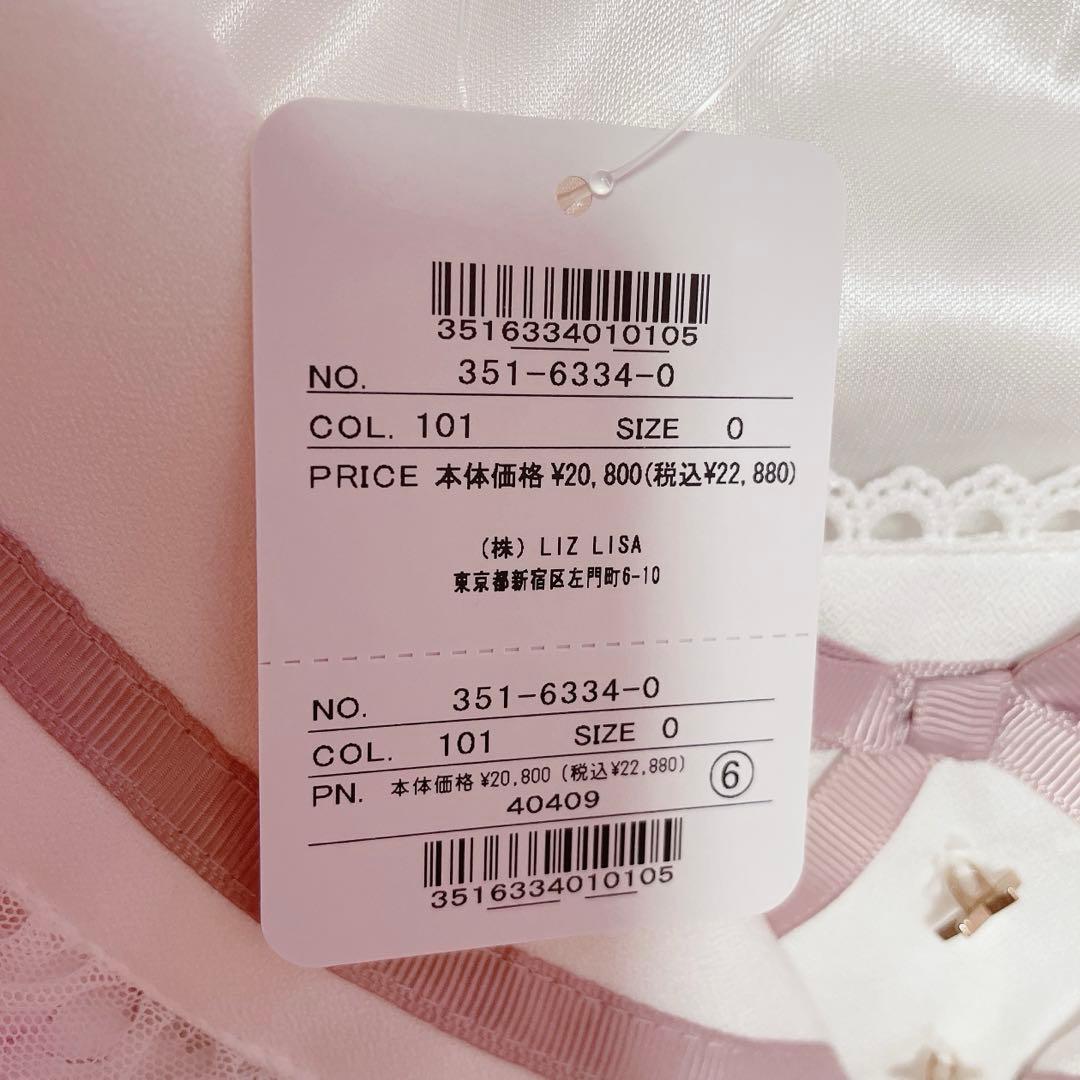 3516334010105
NO. 351-6334-0
COL. 101 SIZE 0
PRICE 本体価格 ¥20,800(税込¥22,880)
(株) LIZ LISA
東京都新宿区左門町6-10
NO. 351-6334-0
COL. 101 SIZE 0
PN. 本体価格 ¥20,800 (税込¥22,880) ⑥
40409
3516334010105